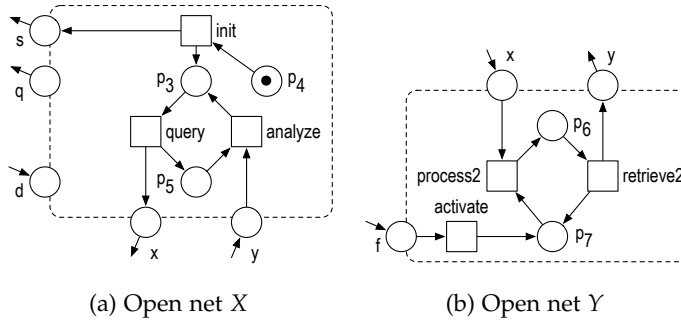 s
init
q
p3
p4
query
analyze
p5
d
x
y
x
y
p6
process2
retrieve2
activate
f
p7
(a) Open net X
(b) Open net Y